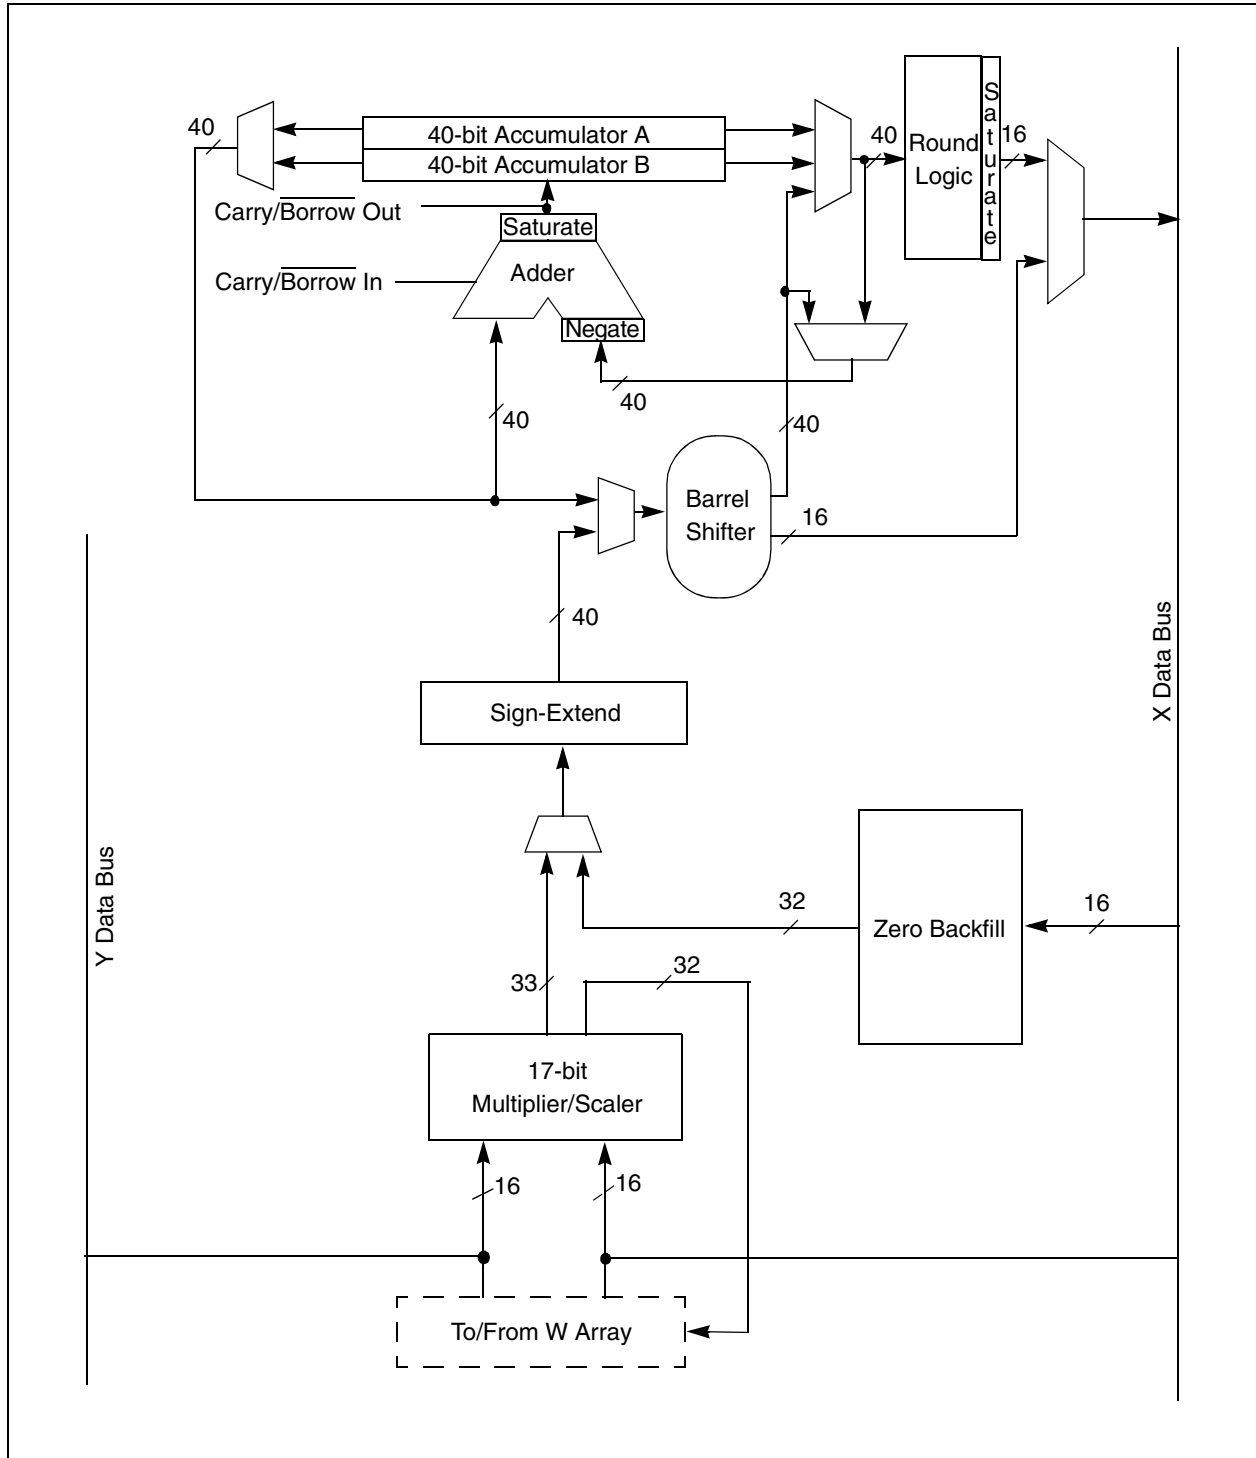 40
40-bit Accumulator A
40-bit Accumulator B
40
Round
Logic
Saturate
16
Carry/Borrow Out
Saturate
Carry/Borrow In
Adder
Negate
40
40
40
Barrel
Shifter
16
40
X Data Bus
Sign-Extend
Y Data Bus
32
Zero Backfill
16
33
32
17-bit
Multiplier/Scaler
16
16
To/From W Array